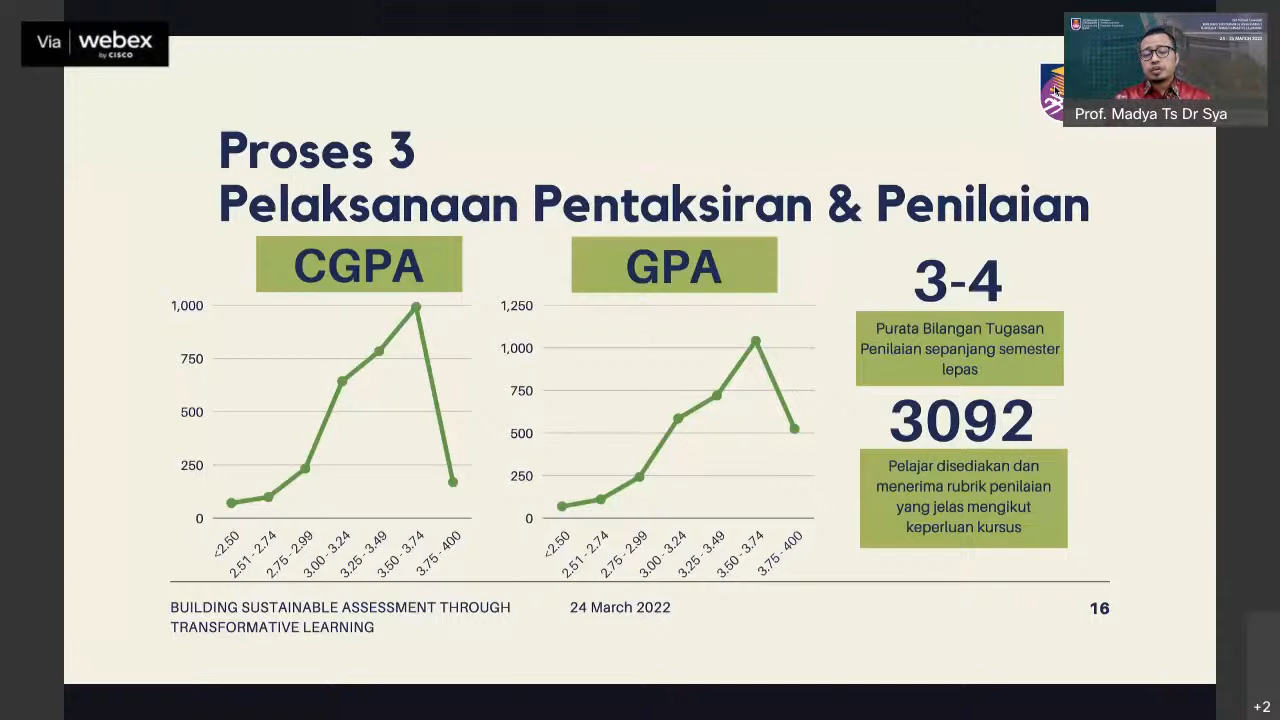 Via webex
by CISCO
24 - 25 MARCH 2022
Prof. Madya Ts Dr Sya
Proses 3
Pelaksanaan Pentaksiran & Penilaian
CGPA
1,000
750
500
250
0
<2.50
2.511 - 2.74
2.75 - 2.99
3.00 - 3.24
3.25 - 3.49
3.50 - 3.74
3.75 - 400
GPA
1,250
1,000
750
500
250
0
<2.50
2.51 - 2.74
2.75 - 2.99
3.00 - 3.24
3.25 - 3.49
3.50 - 3.74
3.75 - 400
3-4
Purata Bilangan Tugasan
Penilaian sepanjang semester
lepas
3092
Pelajar disediakan dan
menerima rubrik penilaian
yang jelas mengikut
keperluan kursus
BUILDING SUSTAINABLE ASSESSMENT THROUGH
TRANSFORMATIVE LEARNING
24 March 2022
16
+2